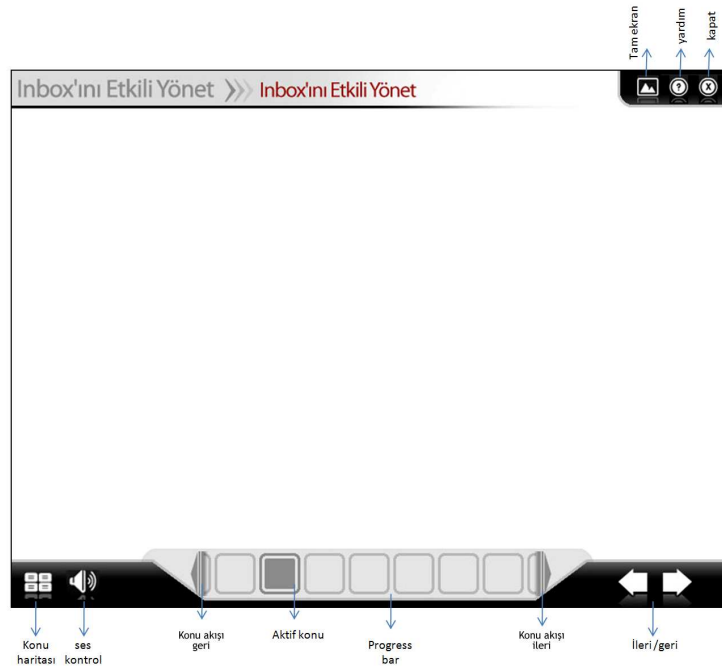 Tam ekran
yardım
kapat
Inbox'ını Etkili Yönet
Inbox'ını Etkili Yönet
?
X
Konu
haritası
ses
kontrol
Konu akışı
geri
Aktif konu
Progress
bar
Konu akışı
ileri
İleri/geri